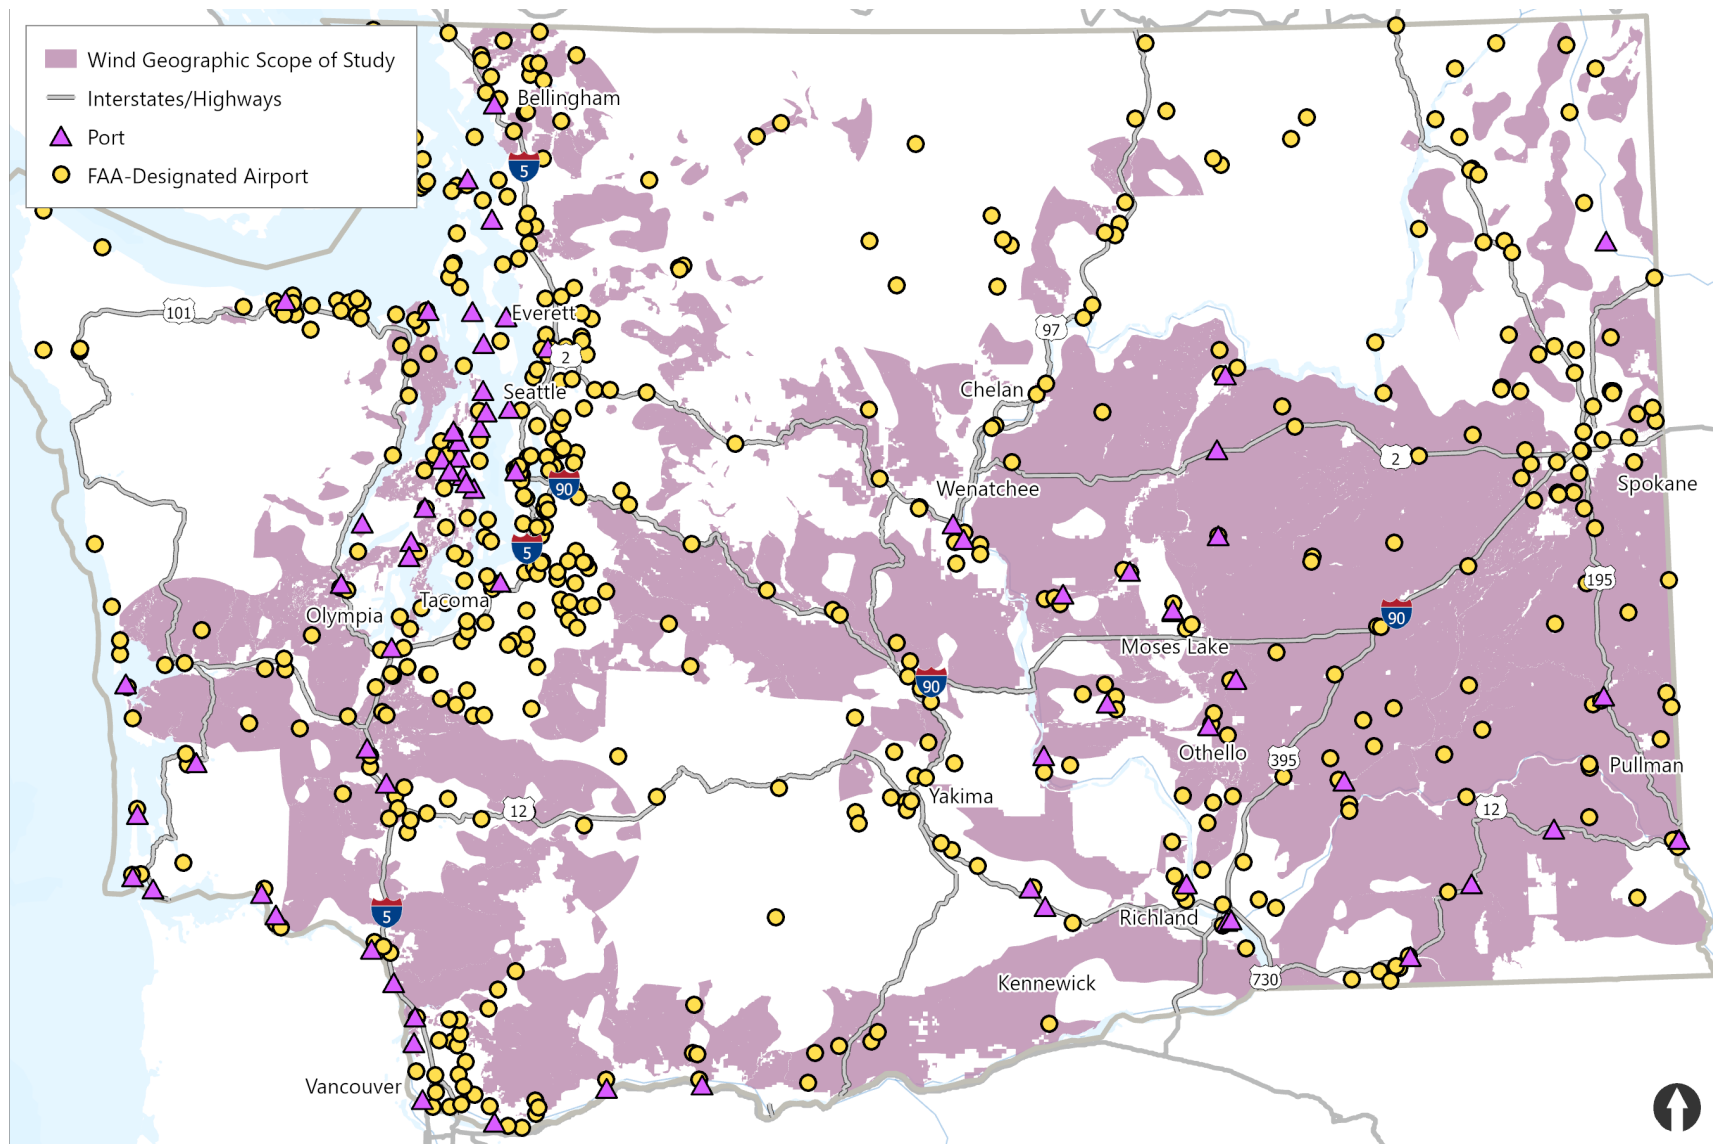 Wind Geographic Scope of Study
Interstates/Highways
Port
FAA-Designated Airport
Bellingham
5
101
Everett
2
97
Seattle
Chelan
2
90
Wenatchee
Spokane
5
195
Tacoma
Olympia
90
Moses Lake
90
Othello
395
Pullman
Yakima
12
12
5
Richland
730
Kennewick
Vancouver